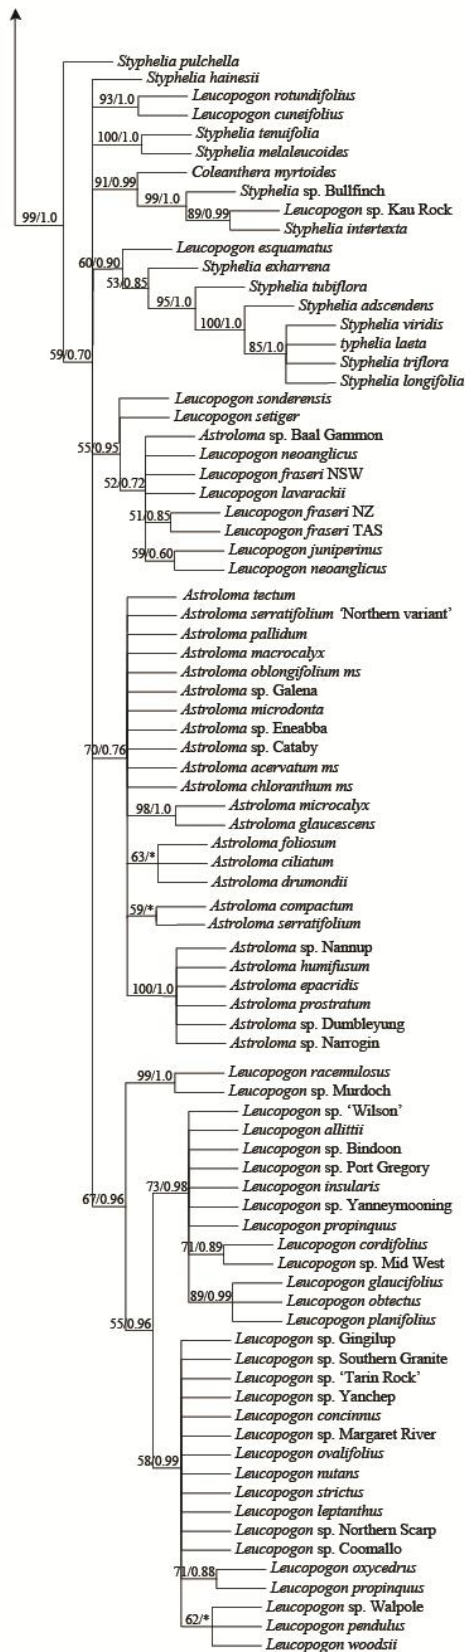 Styphelia pulchella
Styphelia hainesii
93/1.0 Leucopogon rotundifolius
Leucopogon cuneifolius
100/1.0 Styphelia tenuifolia
Styphelia melaleucoides
91/0.99 Coleanthera myrtoides
99/1.0 Styphelia sp. Bullfinch
99/1.0 89/0.99 Leucopogon sp. Kau Rock
Styphelia intertexta
Leucopogon esquamatus
60/0.90 Styphelia exharrena
53/0.85 Styphelia tubiflora
95/1.0 Styphelia adscendens
100/1.0 Styphelia viridis
85/1.0 typhelia laeta
59/0.70 Styphelia triflora
Styphelia longifolia
Leucopogon sonderensis
Leucopogon setiger
55/0.95 Astroloma sp. Baal Gammon
Leucopogon neoanglicus
52/0.72 Leucopogon fraseri NSW
Leucopogon lavarackii
51/0.85 Leucopogon fraseri NZ
Leucopogon fraseri TAS
59/0.60 Leucopogon juniperinus
Leucopogon neoanglicus
Astroloma tectum
Astroloma serratifolium 'Northern variant'
Astroloma pallidum
Astroloma macrocalyx
Astroloma oblongifolium ms
Astroloma sp. Galena
Astroloma microdonta
Astroloma sp. Eneabba
70/0.76 Astroloma sp. Cataby
Astroloma acervatum ms
Astroloma chloranthum ms
98/1.0 Astroloma microcalyx
Astroloma glaucescens
Astroloma foliosum
63/* Astroloma ciliatum
Astroloma drumondii
59/* Astroloma compactum
Astroloma serratifolium
Astroloma sp. Nannup
Astroloma humifusum
100/1.0 Astroloma epacridis
Astroloma prostratum
Astroloma sp. Dumbleyung
Astroloma sp. Narrogin
99/1.0 Leucopogon racemulosus
Leucopogon sp. Murdoch
Leucopogon sp. 'Wilson'
Leucopogon allittii
Leucopogon sp. Bindoon
Leucopogon sp. Port Gregory
73/0.98 Leucopogon insularis
67/0.96 Leucopogon sp. Yanneymooning
Leucopogon propinquus
71/0.89 Leucopogon cordifolius
Leucopogon sp. Mid West
89/0.99 Leucopogon glaucifolius
Leucopogon obtectus
55/0.96 Leucopogon planifolius
Leucopogon sp. Gingilup
Leucopogon sp. Southern Granite
Leucopogon sp. 'Tarin Rock'
Leucopogon sp. Yanchep
Leucopogon concinnus
Leucopogon sp. Margaret River
58/0.99 Leucopogon ovalifolius
Leucopogon nutans
Leucopogon strictus
Leucopogon leptanthus
Leucopogon sp. Northern Scarp
Leucopogon sp. Coomallo
71/0.88 Leucopogon oxycedrus
Leucopogon propinquus
Leucopogon sp. Walpole
62/* Leucopogon pendulus
Leucopogon woodsii